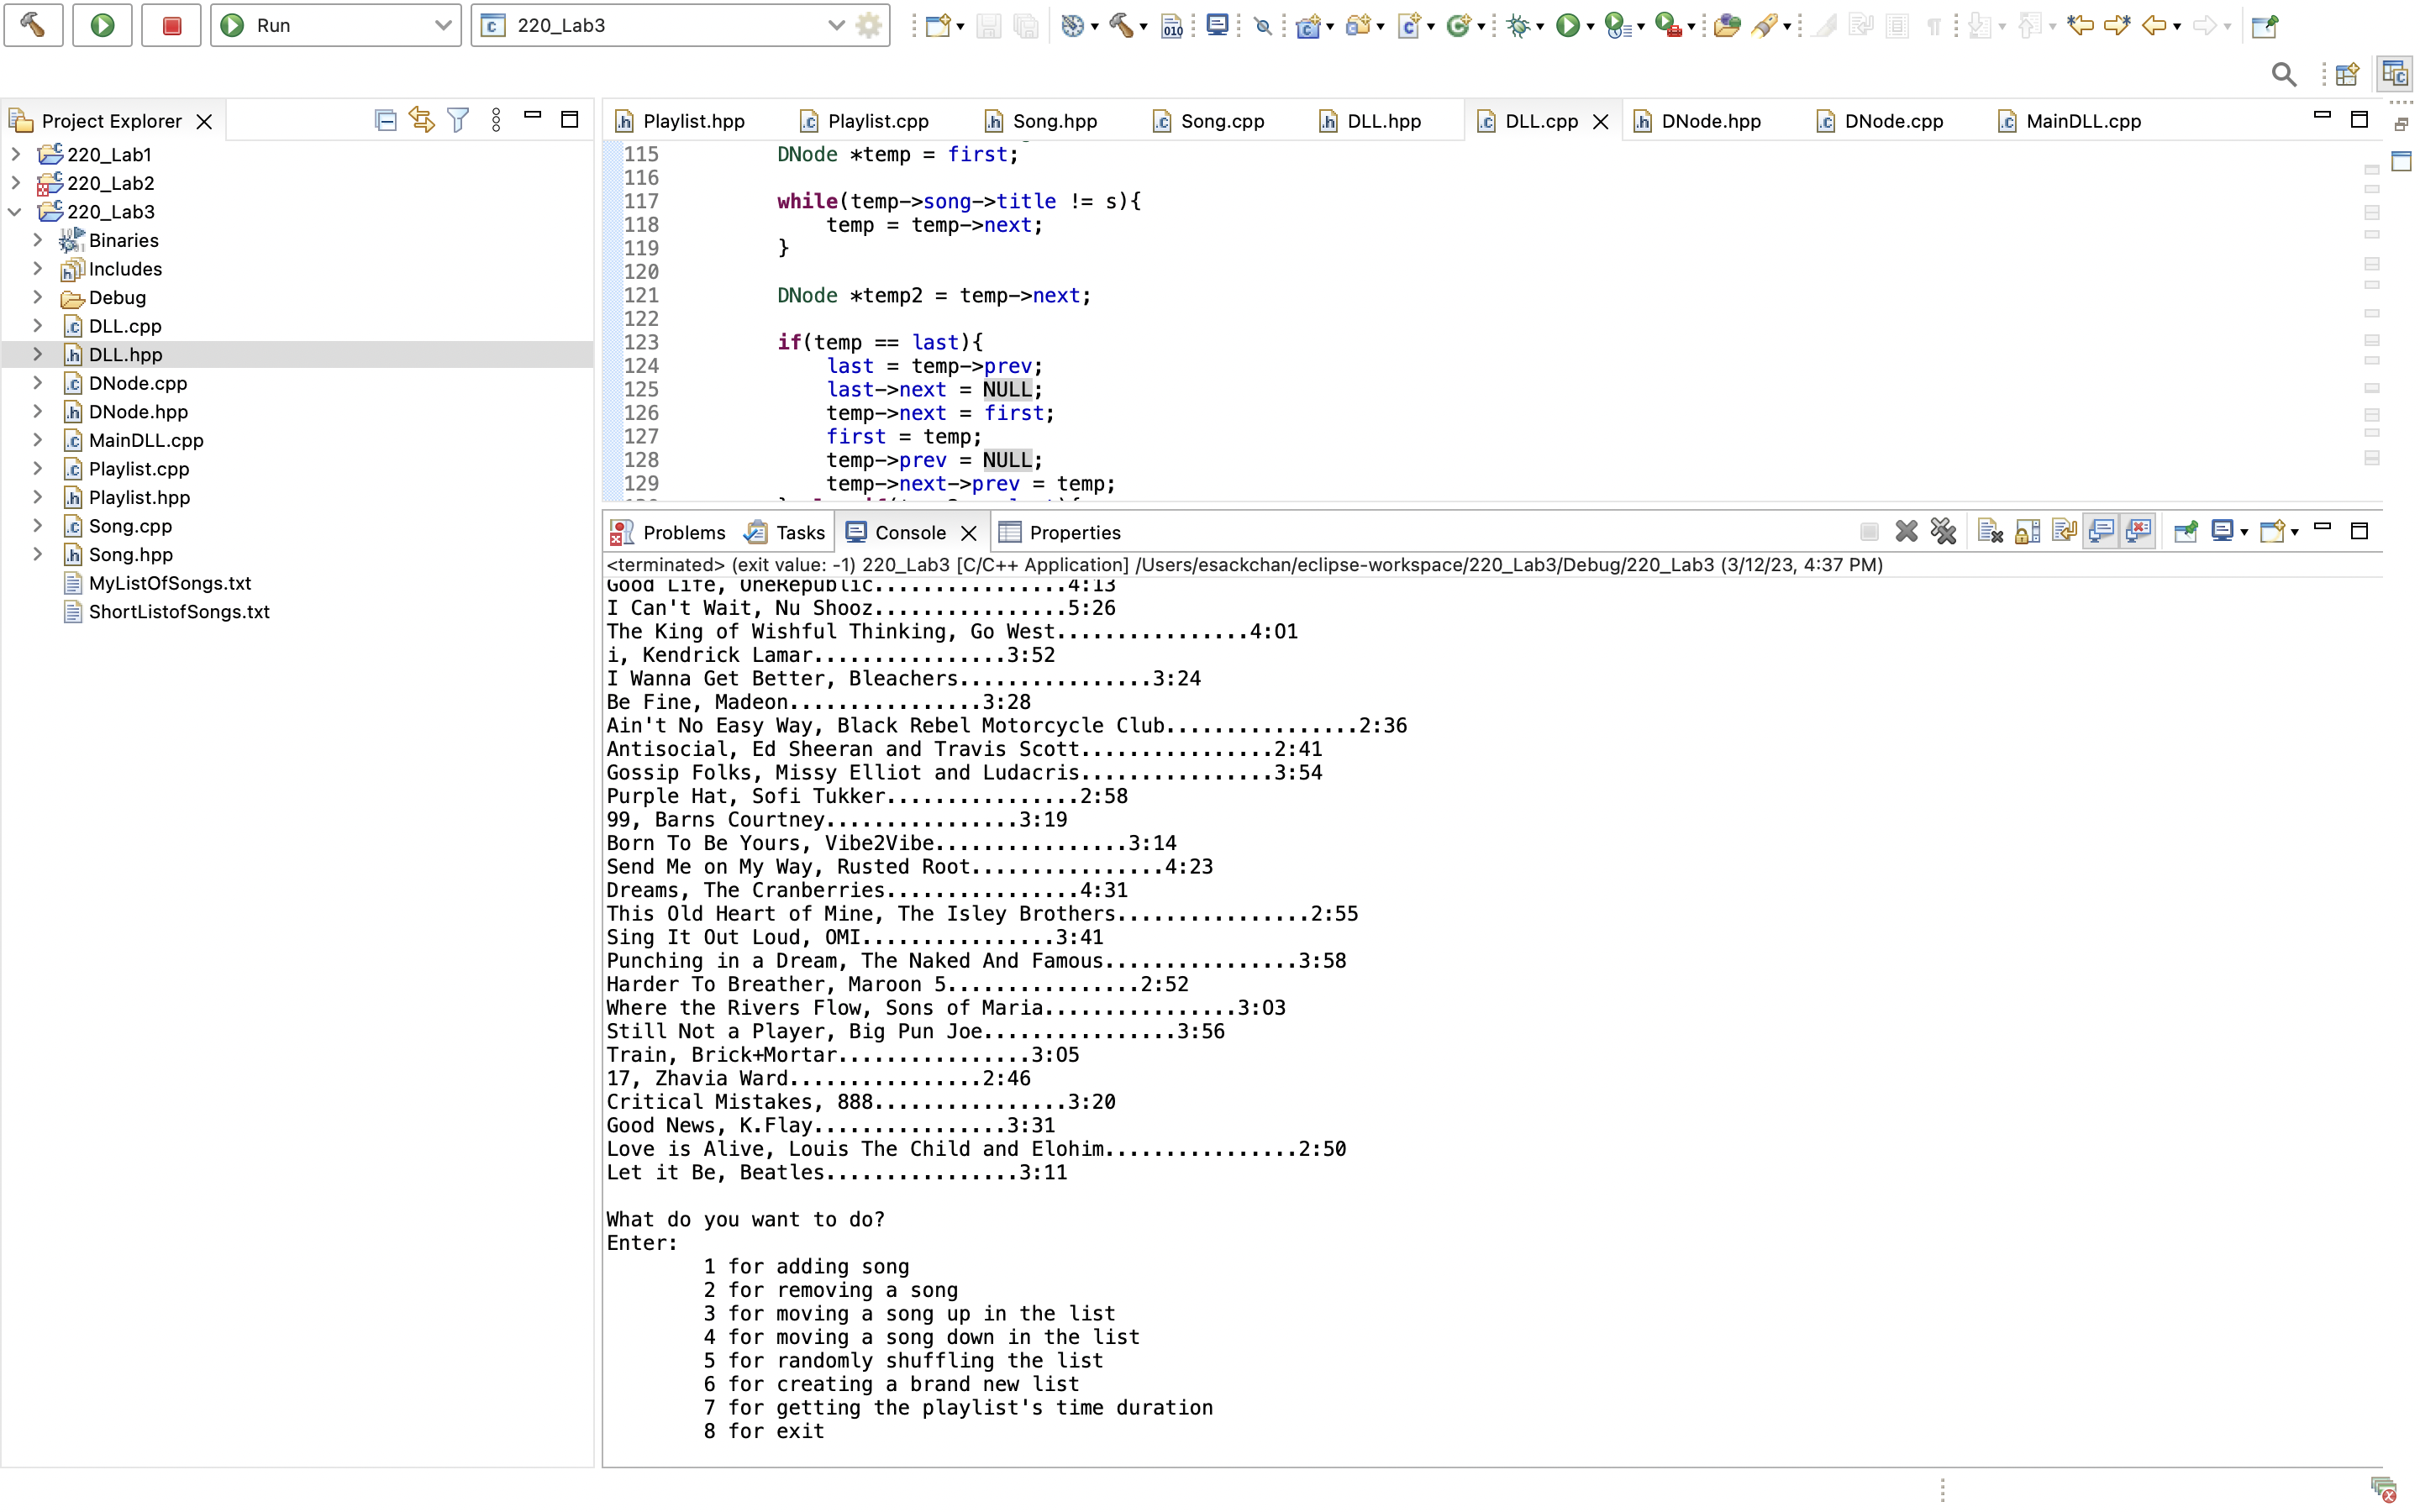 Run
220_Lab3
010
Project Explorer
220_Lab1
220_Lab2
220_Lab3
Binaries
Includes
Debug
DLL.cpp
DLL.hpp
DNode.cpp
DNode.hpp
MainDLL.cpp
Playlist.cpp
Playlist.hpp
Song.cpp
Song.hpp
MyListOfSongs.txt
ShortListofSongs.txt
Playlist.hpp Playlist.cpp Song.hpp Song.cpp DLL.hpp DLL.cpp DNode.hpp DNode.cpp MainDLL.cpp
115 DNode *temp = first;
116
117 while(temp->song->title != s){
118 temp = temp->next;
119 }
120
121 DNode *temp2 = temp->next;
122
123 if(temp == last){
124 last = temp->prev;
125 last->next = NULL;
126 temp->next = first;
127 first = temp;
128 temp->prev = NULL;
129 temp->next->prev = temp;
Problems Tasks Console Properties
<terminated> (exit value: -1) 220_Lab3 [C/C++ Application] /Users/esackchan/eclipse-workspace/220_Lab3/Debug/220_Lab3 (3/12/23, 4:37 PM)
Good Life, OneRepublic................4:13
I Can't Wait, Nu Shooz................5:26
The King of Wishful Thinking, Go West................4:01
i, Kendrick Lamar................3:52
I Wanna Get Better, Bleachers................3:24
Be Fine, Madeon................3:28
Ain't No Easy Way, Black Rebel Motorcycle Club................2:36
Antisocial, Ed Sheeran and Travis Scott................2:41
Gossip Folks, Missy Elliot and Ludacris................3:54
Purple Hat, Sofi Tukker................2:58
99, Barns Courtney................3:19
Born To Be Yours, Vibe2Vibe................3:14
Send Me on My Way, Rusted Root................4:23
Dreams, The Cranberries................4:31
This Old Heart of Mine, The Isley Brothers................2:55
Sing It Out Loud, OMI................3:41
Punching in a Dream, The Naked And Famous................3:58
Harder To Breather, Maroon 5................2:52
Where the Rivers Flow, Sons of Maria................3:03
Still Not a Player, Big Pun Joe................3:56
Train, Brick+Mortar................3:05
17, Zhavia Ward................2:46
Critical Mistakes, 888................3:20
Good News, K.Flay................3:31
Love is Alive, Louis The Child and Elohim................2:50
Let it Be, Beatles................3:11
What do you want to do?
Enter:
1 for adding song
2 for removing a song
3 for moving a song up in the list
4 for moving a song down in the list
5 for randomly shuffling the list
6 for creating a brand new list
7 for getting the playlist's time duration
8 for exit